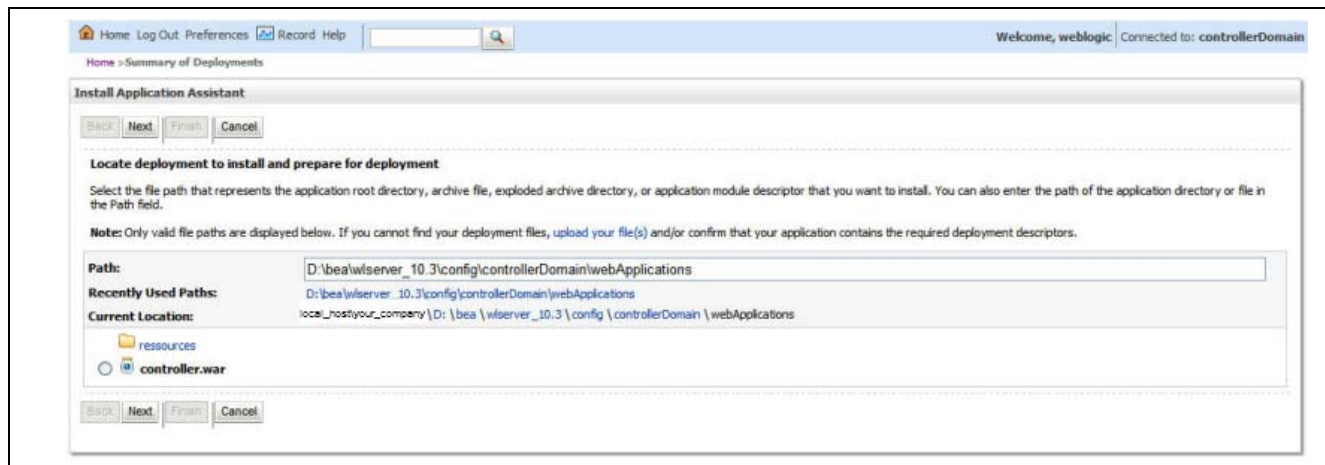 Home Log Out Preferences Record Help
Welcome, weblogic Connected to: controllerDomain
Home >Summary of Deployments
Install Application Assistant
Back Next Finish Cancel
Locate deployment to install and prepare for deployment
Select the file path that represents the application root directory, archive file, exploded archive directory, or application module descriptor that you want to install. You can also enter the path of the application directory or file in
the Path field.
Note: Only valid file paths are displayed below. If you cannot find your deployment files, upload your file(s) and/or confirm that your application contains the required deployment descriptors.
Path: D:\bea\wlserver_10.3\config\controllerDomain\webApplications
Recently Used Paths: D:\bea\wlserver_10.3\config\controllerDomain\webApplications
Current Location: local_host\your_company \D: \bea \wlserver_10.3 \config \controllerDomain \webApplications
ressources
controller.war
Back Next Finish Cancel